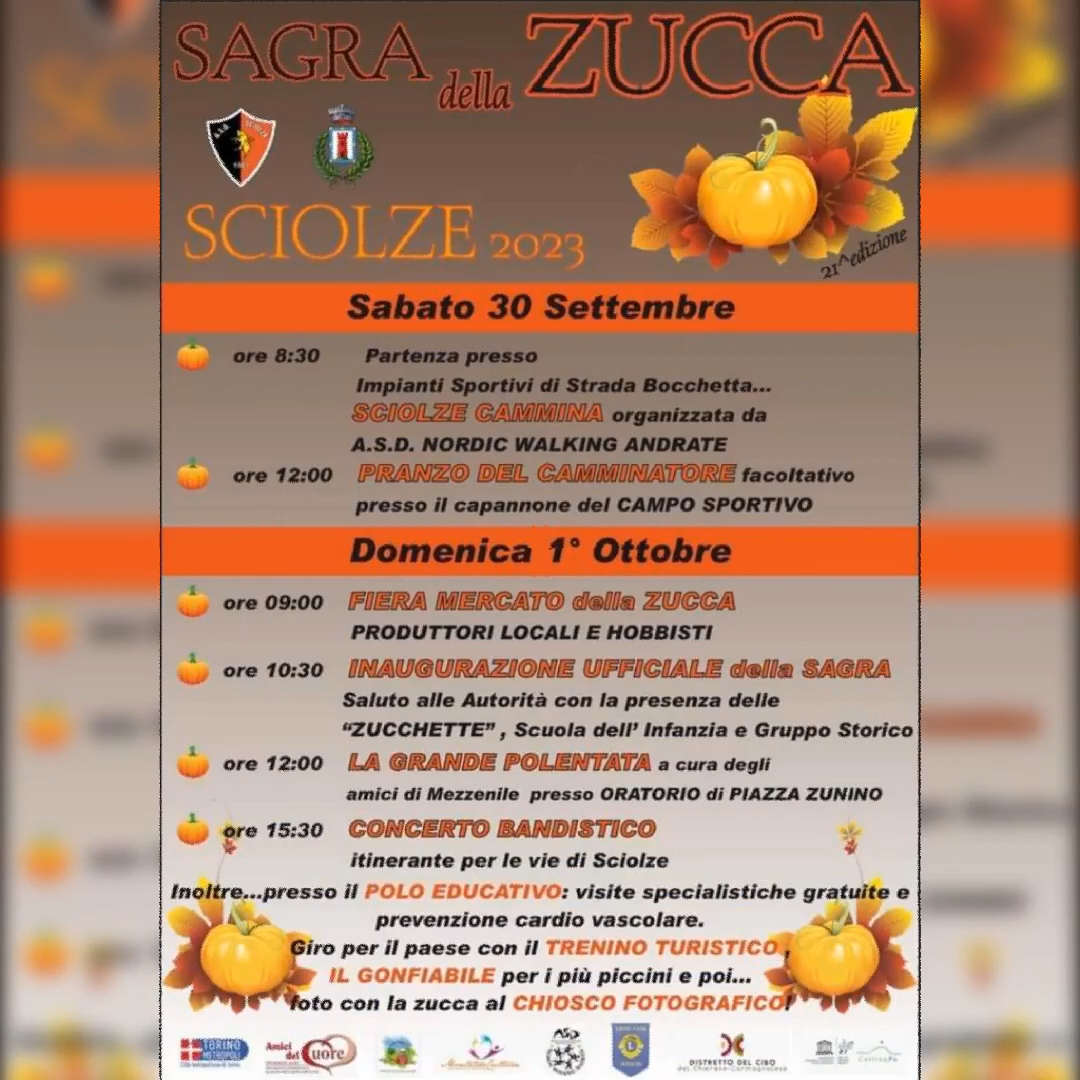 SAGRA della ZUCCA
SCIOLZE 2023
21^edizione
Sabato 30 Settembre
ore 8:30 Partenza presso
Impianti Sportivi di Strada Bocchetta...
SCIOLZE CAMMINA organizzata da
A.S.D. NORDIC WALKING ANDRATE
ore 12:00 PRANZO DEL CAMMINATORE facoltativo
presso il capannone del CAMPO SPORTIVO
Domenica 1° Ottobre
ore 09:00 FIERA MERCATO della ZUCCA
PRODUTTORI LOCALI E HOBBISTI
ore 10:30 INAUGURAZIONE UFFICIALE della SAGRA
Saluto alle Autorità con la presenza delle
“ZUCCHETTE” , Scuola dell’ Infanzia e Gruppo Storico
ore 12:00 LA GRANDE POLENTATA a cura degli
amici di Mezzenile presso ORATORIO di PIAZZA ZUNINO
ore 15:30 CONCERTO BANDISTICO
itinerante per le vie di Sciolze
Inoltre...presso il POLO EDUCATIVO: visite specialistiche gratuite e
prevenzione cardio vascolare.
Giro per il paese con il TRENINO TURISTICO ,
IL GONFIABILE per i più piccini e poi...
foto con la zucca al CHIOSCO FOTOGRAFICO!
TORINO
METROPOLI
Amici
del Cuore
DISTRETTO DEL CIBO